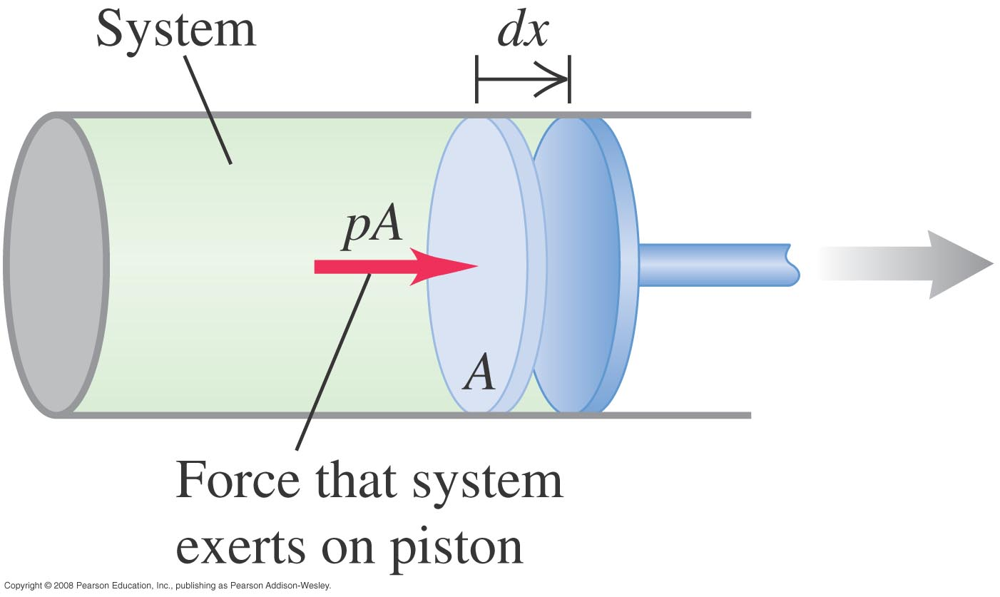 System
dx
pA
A
Force that system
exerts on piston
Copyright © 2008 Pearson Education, Inc., publishing as Pearson Addison-Wesley.